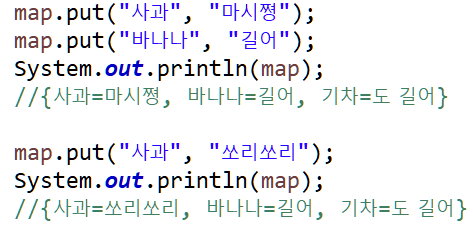 map.put("사과", "마시쪙");
map.put("바나나", "길어");
System.out.println(map);
//{사과=마시쪙, 바나나=길어, 기차=도 길어}
map.put("사과", "쏘리쏘리");
System.out.println(map);
//{사과=쏘리쏘리, 바나나=길어, 기차=도 길어}